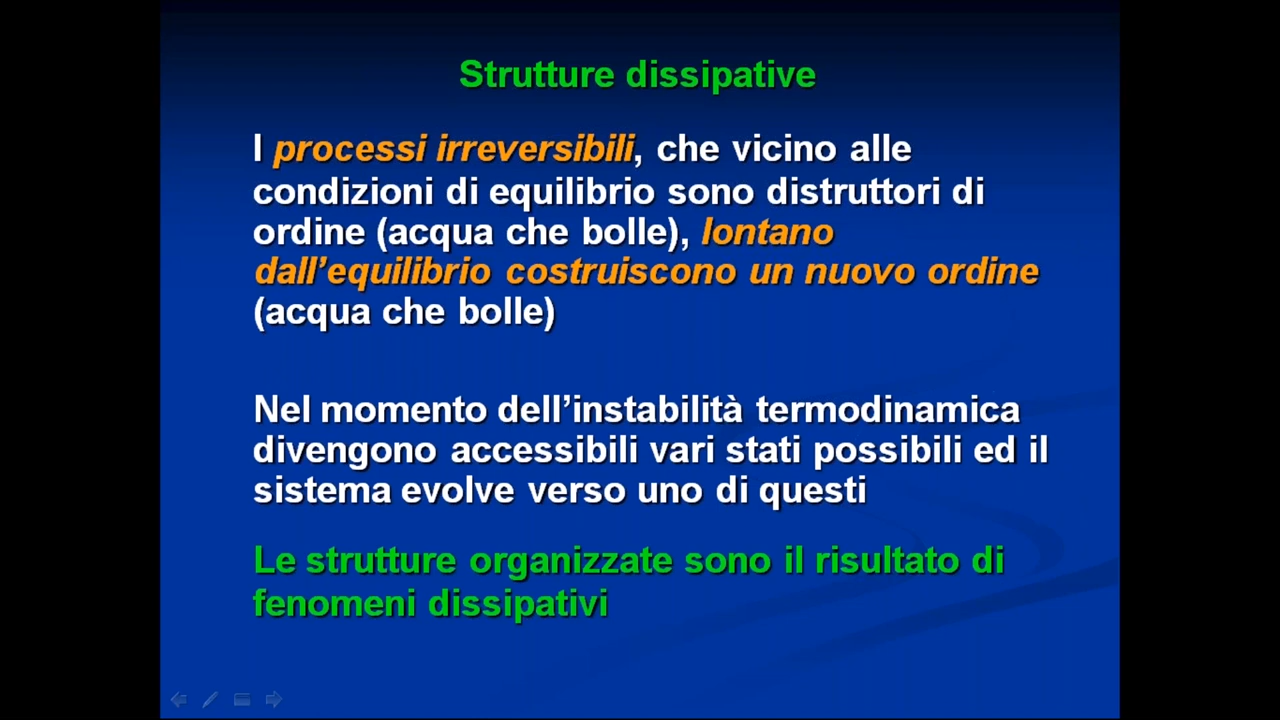 Strutture dissipative
I processi irreversibili, che vicino alle
condizioni di equilibrio sono distruttori di
ordine (acqua che bolle), lontano
dall’equilibrio costruiscono un nuovo ordine
(acqua che bolle)
Nel momento dell’instabilità termodinamica
divengono accessibili vari stati possibili ed il
sistema evolve verso uno di questi
Le strutture organizzate sono il risultato di
fenomeni dissipativi